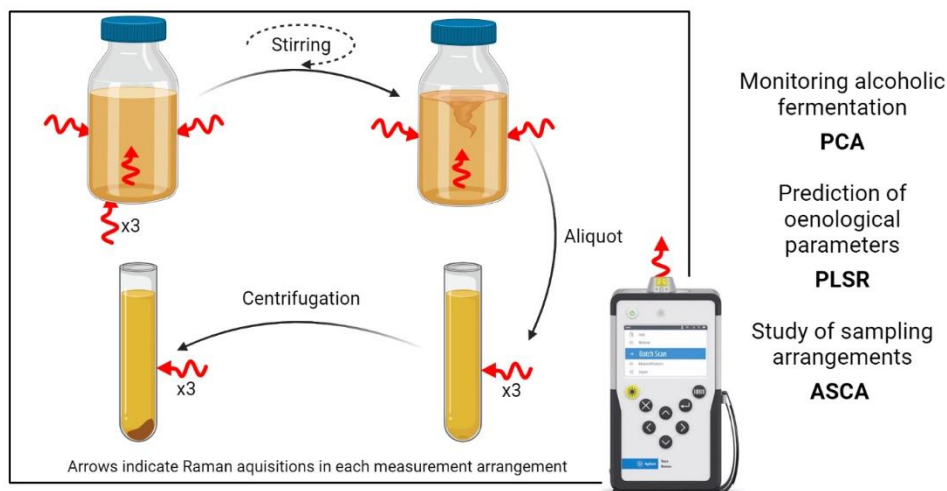 Stirring
x3
Aliquot
Centrifugation
x3
x3
Arrows indicate Raman aquisitions in each measurement arrangement
Batch Scan
Agilent
Monitoring alcoholic
fermentation
PCA
Prediction of
oenological
parameters
PLSR
Study of sampling
arrangements
ASCA